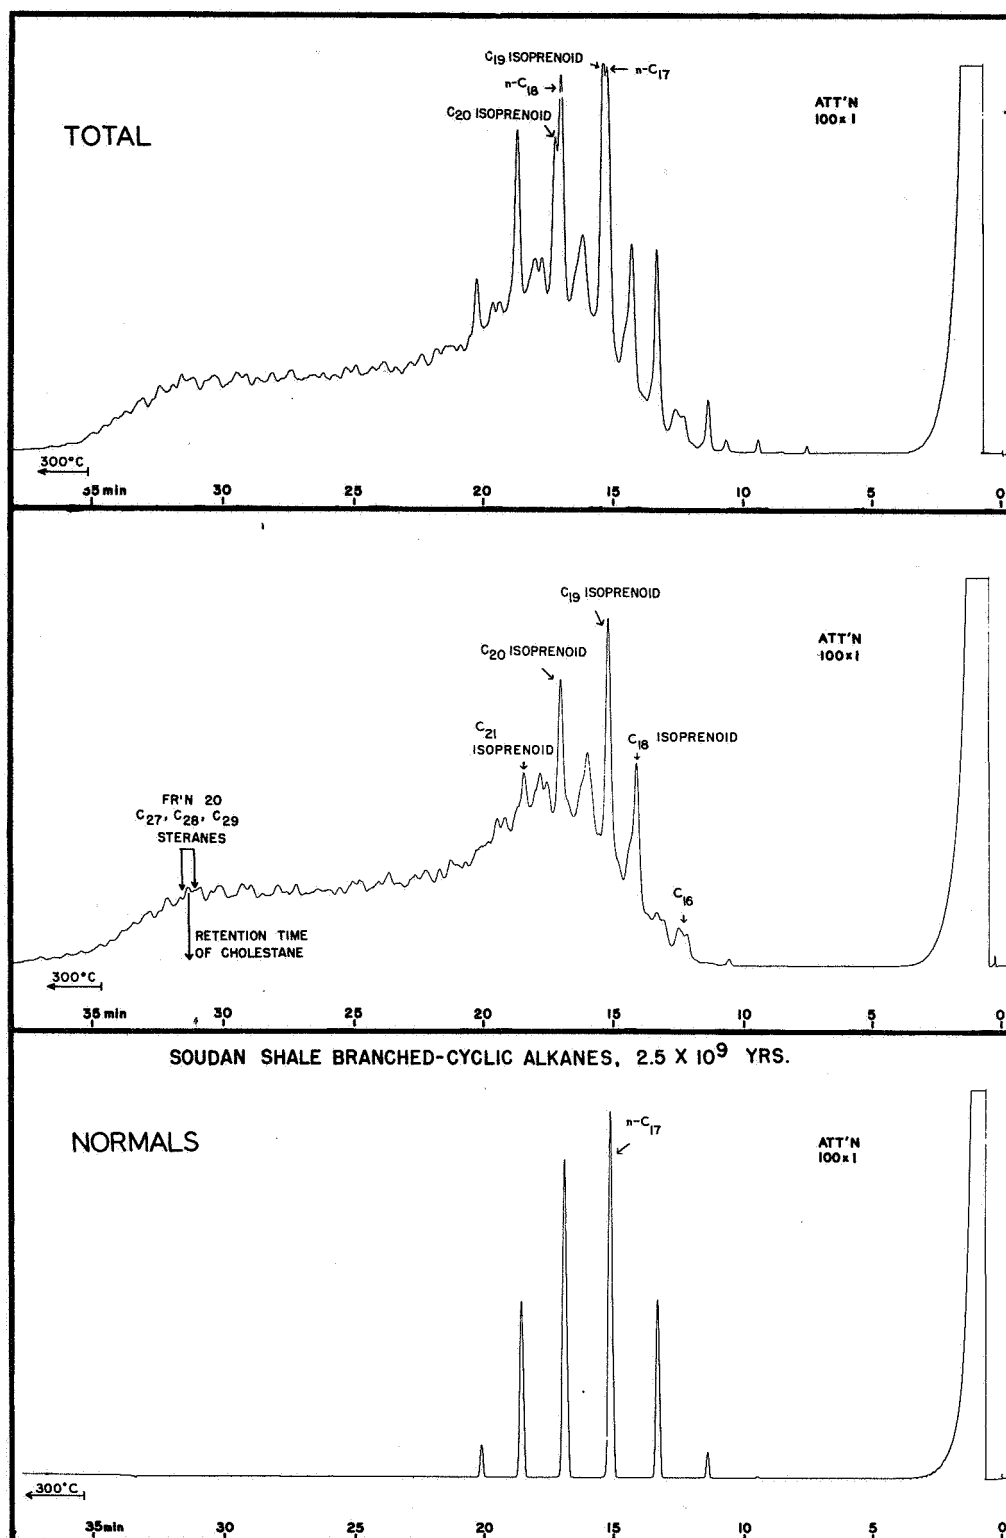 C19 ISOPRENOID
n-C17
n-C18
C20 ISOPRENOID
ATT'N
100x1
TOTAL
300°C
35 min 30 25 20 15 10 5 0
C19 ISOPRENOID
C20 ISOPRENOID
ATT'N
100x1
C21
ISOPRENOID
C18 ISOPRENOID
FR'N 20
C27, C28, C29
STERANES
C16
RETENTION TIME
OF CHOLESTANE
300°C
35 min 30 25 20 15 10 5 0
SOUDAN SHALE BRANCHED-CYCLIC ALKANES, 2.5 X 10⁹ YRS.
n-C17
NORMALS
ATT'N
100x1
300°C
35min 30 25 20 15 10 5 0